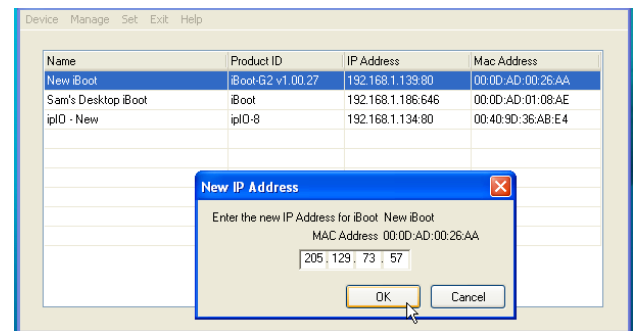 Device Manage Set Exit Help
Name Product ID IP Address Mac Address
New iBoot iBoot-G2 v1.00.27 192.168.1.139:80 00:0D:AD:00:26:AA
Sam's Desktop iBoot iBoot 192.168.1.186:646 00:0D:AD:01:08:AE
ipIO - New ipIO-8 192.168.1.134:80 00:40:9D:36:AB:E4
New IP Address
Enter the new IP Address for iBoot New iBoot
MAC Address 00:0D:AD:00:26:AA
205 . 129 . 73 . 57
OK Cancel